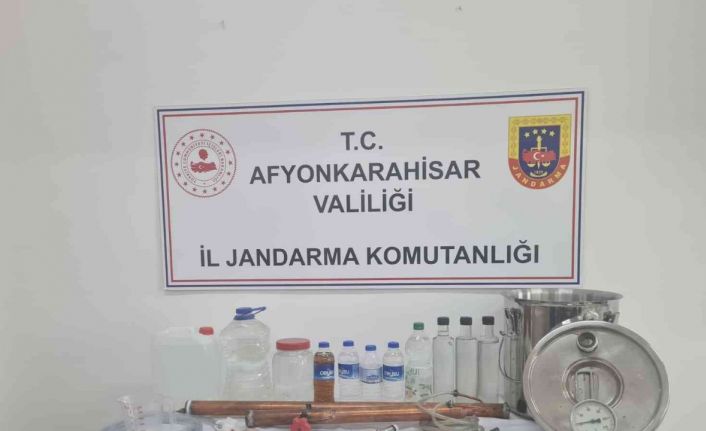 T.C.
AFYONKARAHİSAR
VALİLİĞİ
İL JANDARMA KOMUTANLIĞI
JANDARMA